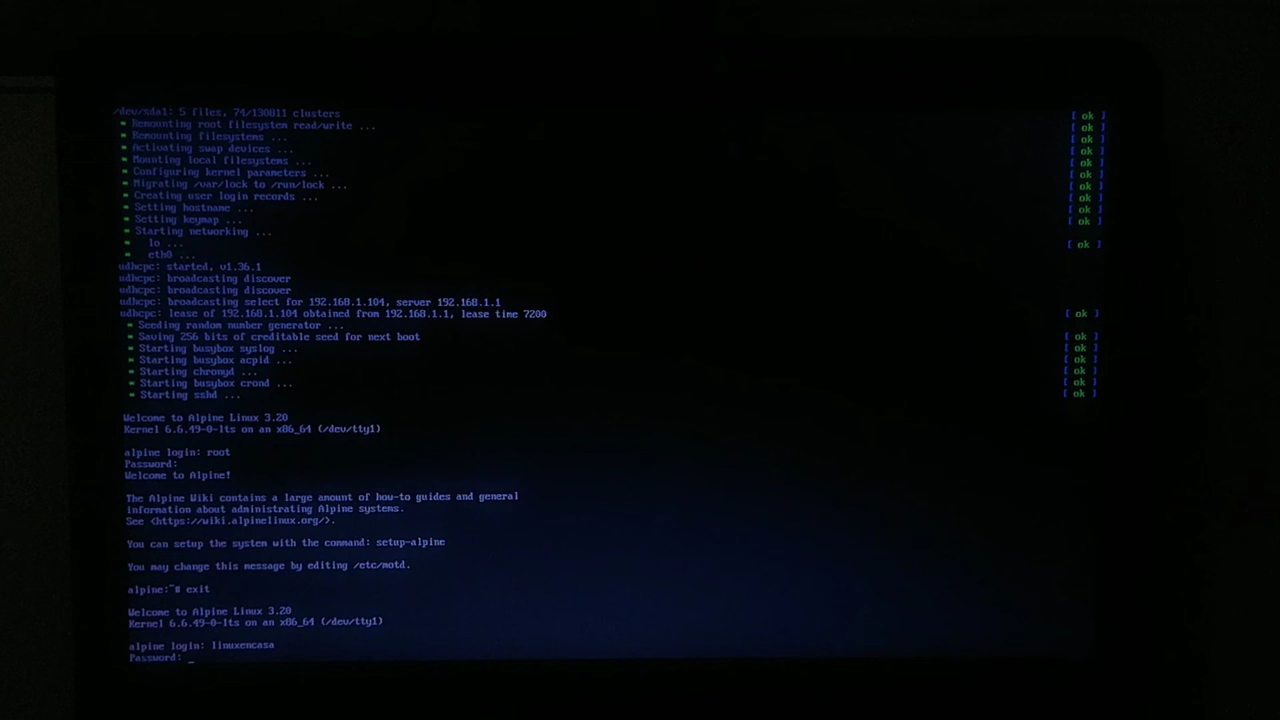 /dev/sda1: 5 files, 74/130811 clusters [ ok ]
* Remounting root filesystem read/write ... [ ok ]
* Remounting filesystems ... [ ok ]
* Activating swap devices ... [ ok ]
* Mounting local filesystems ... [ ok ]
* Configuring kernel parameters ... [ ok ]
* Migrating /var/lock to /run/lock ... [ ok ]
* Creating user login records ... [ ok ]
* Setting hostname ... [ ok ]
* Setting keymap ... [ ok ]
* Starting networking ...
* lo ... [ ok ]
* eth0 ...
udhcpc: started, v1.36.1
udhcpc: broadcasting discover
udhcpc: broadcasting discover
udhcpc: broadcasting select for 192.168.1.104, server 192.168.1.1
udhcpc: lease of 192.168.1.104 obtained from 192.168.1.1, lease time 7200 [ ok ]
* Seeding random number generator ...
* Saving 256 bits of creditable seed for next boot [ ok ]
* Starting busybox syslog ... [ ok ]
* Starting busybox acpid ... [ ok ]
* Starting chronyd ... [ ok ]
* Starting busybox crond ... [ ok ]
* Starting sshd ... [ ok ]
Welcome to Alpine Linux 3.20
Kernel 6.6.49-0-lts on an x86_64 (/dev/tty1)
alpine login: root
Password:
Welcome to Alpine!
The Alpine Wiki contains a large amount of how-to guides and general
information about administrating Alpine systems.
See <https://wiki.alpinelinux.org/>.
You can setup the system with the command: setup-alpine
You may change this message by editing /etc/motd.
alpine:~# exit
Welcome to Alpine Linux 3.20
Kernel 6.6.49-0-lts on an x86_64 (/dev/tty1)
alpine login: linuxencasa
Password: _